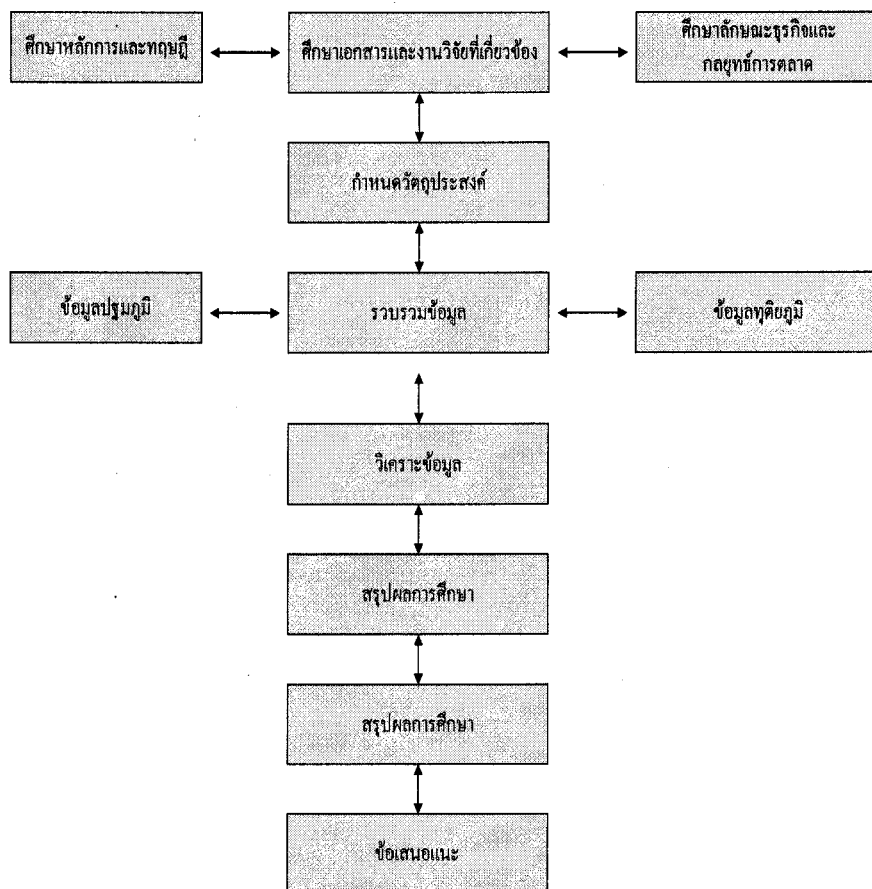 ศึกษาหลักการและทฤษฎี
ศึกษาเอกสารและงานวิจัยที่เกี่ยวข้อง
ศึกษาลักษณะธุรกิจและ
กลยุทธ์การตลาด
กำหนดวัตถุประสงค์
ข้อมูลปฐมภูมิ
รวบรวมข้อมูล
ข้อมูลทุติยภูมิ
วิเคราะข้อมูล
สรุปผลการศึกษา
สรุปผลการศึกษา
ข้อเสนอแนะ